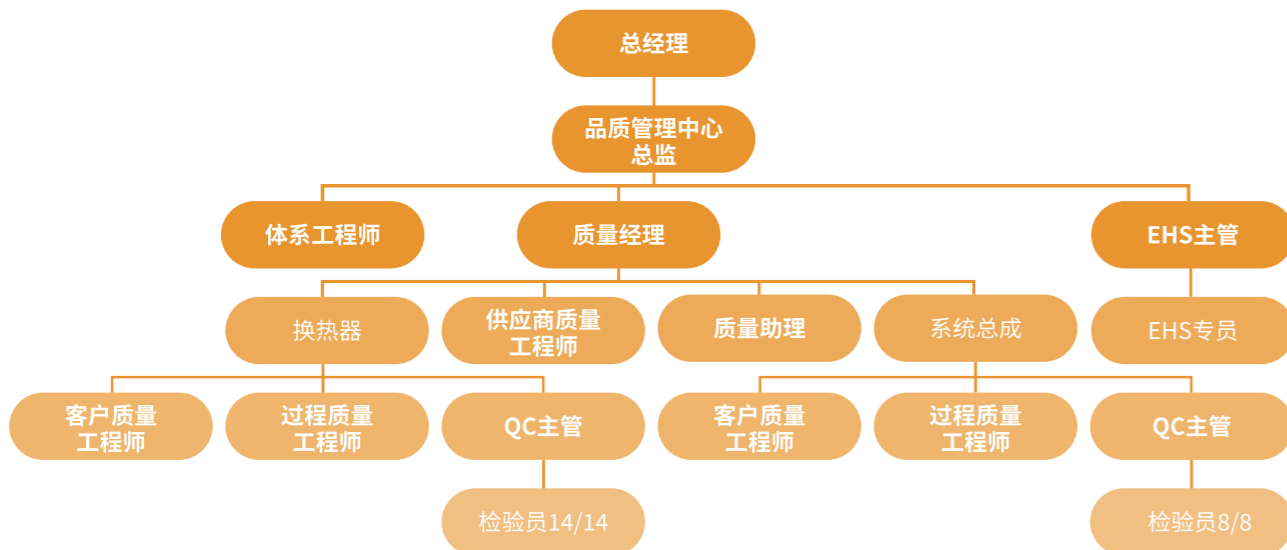 总经理
品质管理中心
总监
体系工程师
质量经理
EHS主管
换热器
供应商质量
工程师
质量助理
系统总成
EHS专员
客户质量
工程师
过程质量
工程师
QC主管
客户质量
工程师
过程质量
工程师
QC主管
检验员14/14
检验员8/8